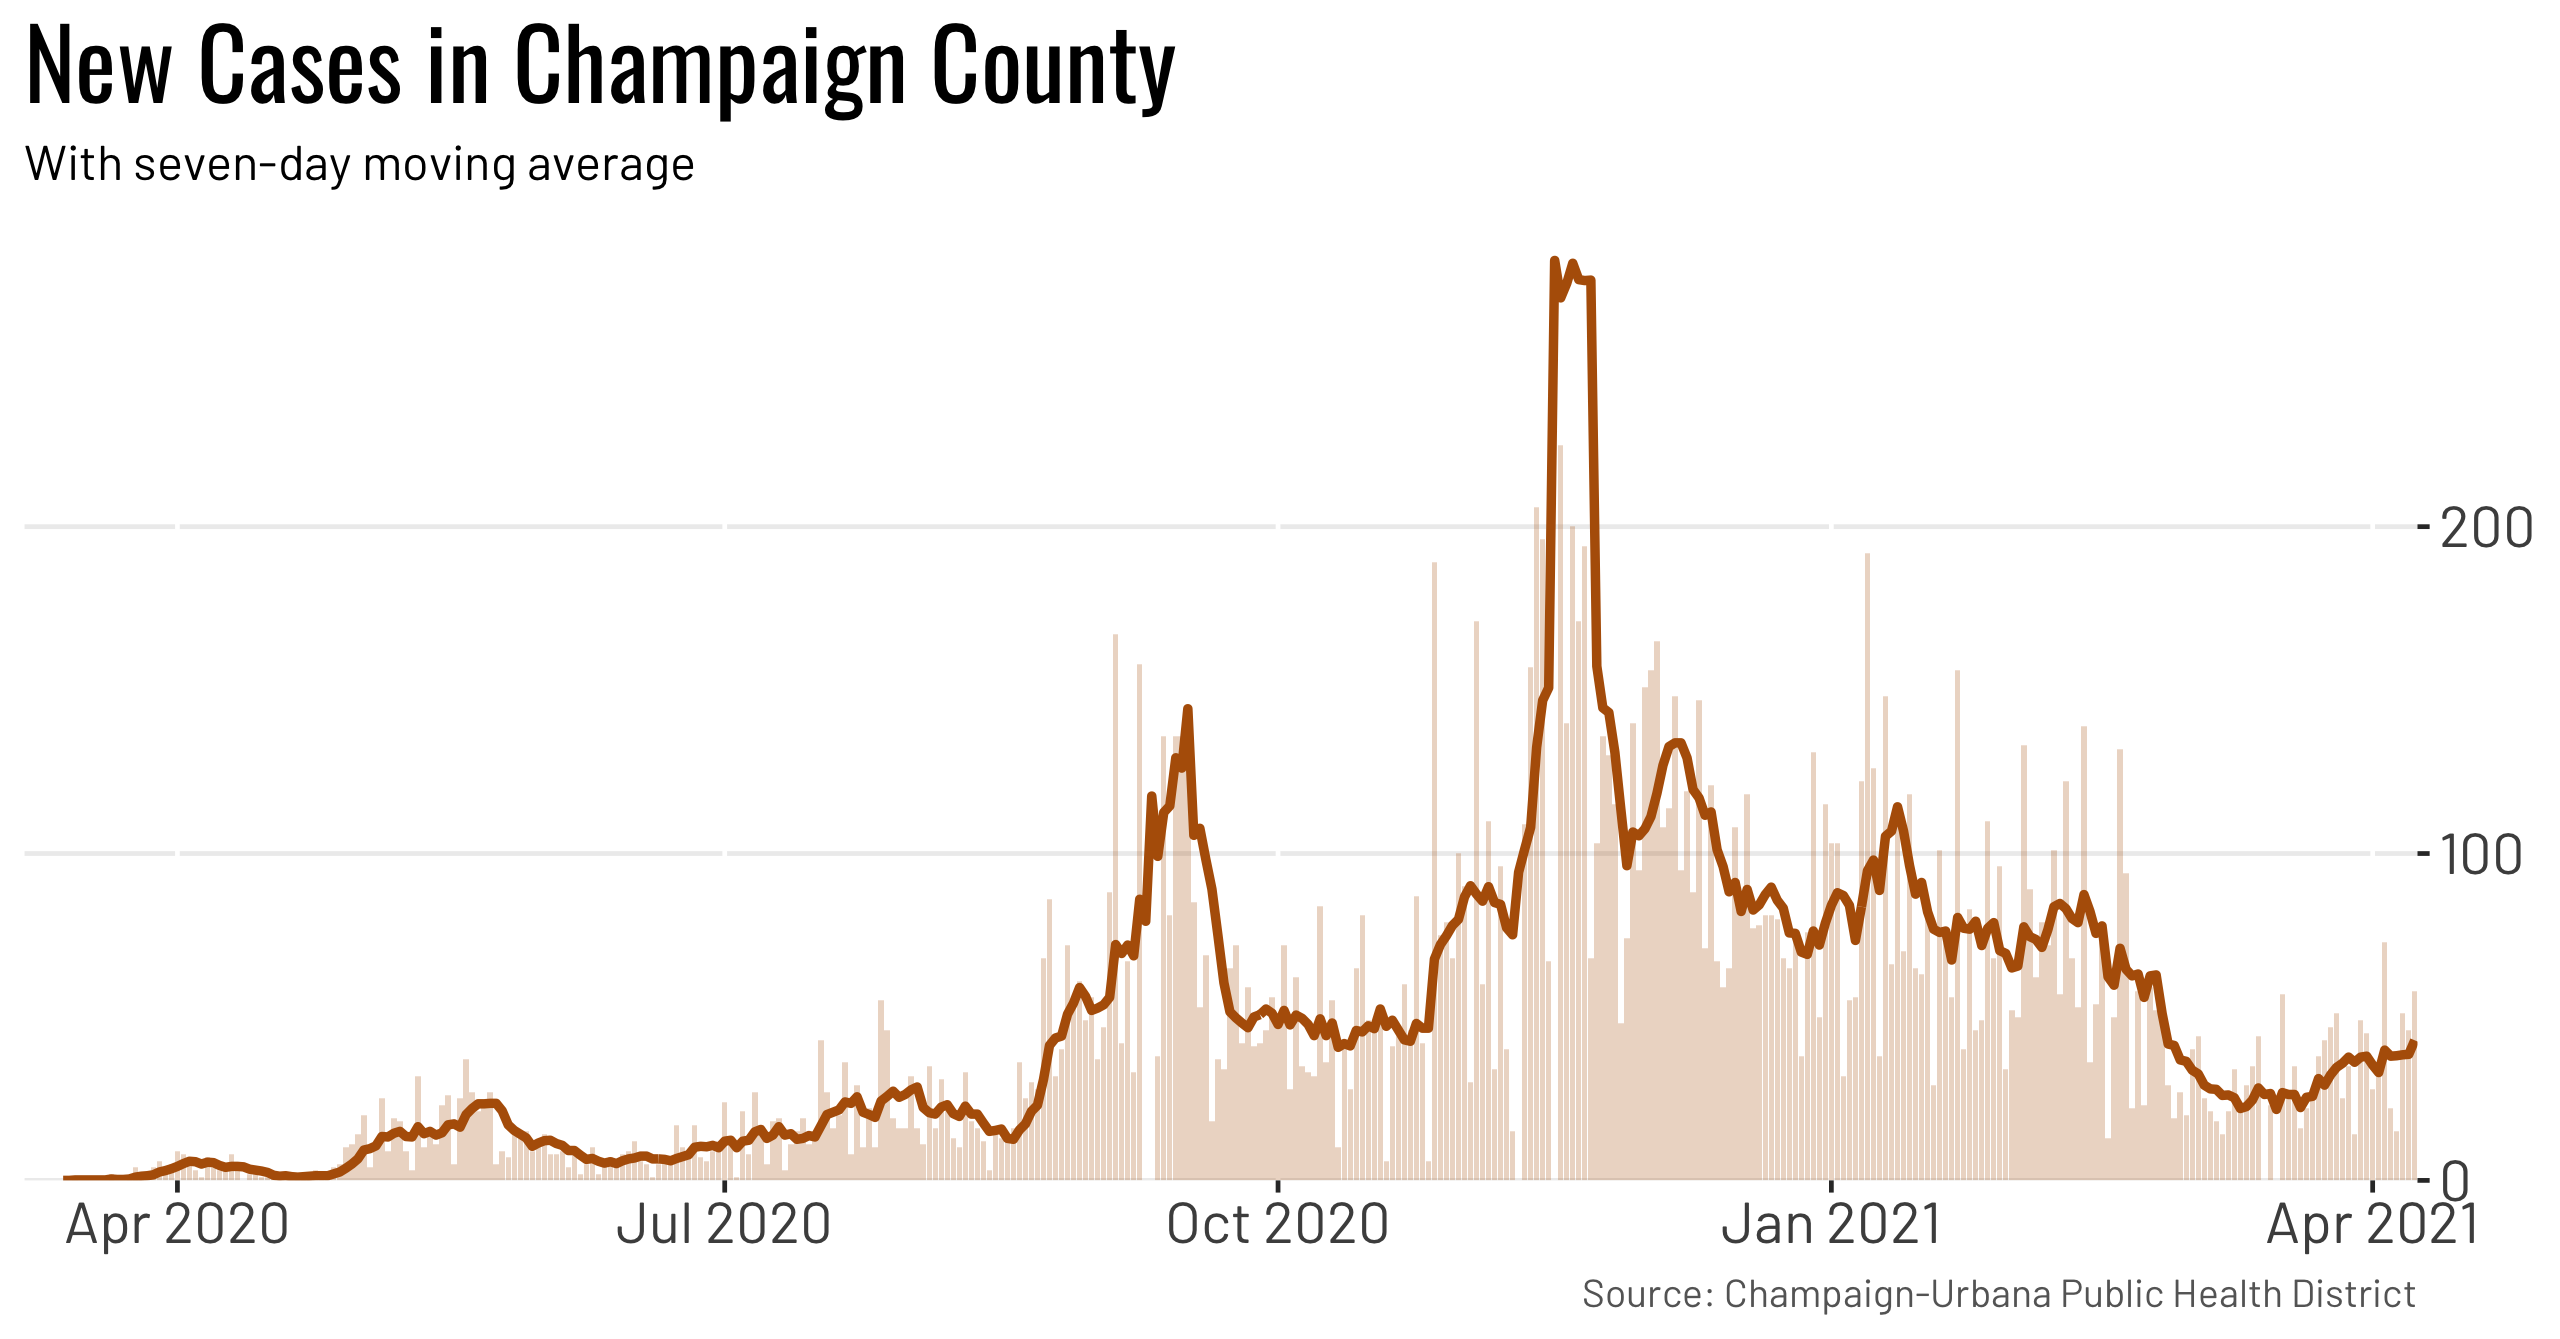 New Cases in Champaign County
With seven-day moving average
200
100
0
Apr 2020 Jul 2020 Oct 2020 Jan 2021 Apr 2021
Source: Champaign-Urbana Public Health District